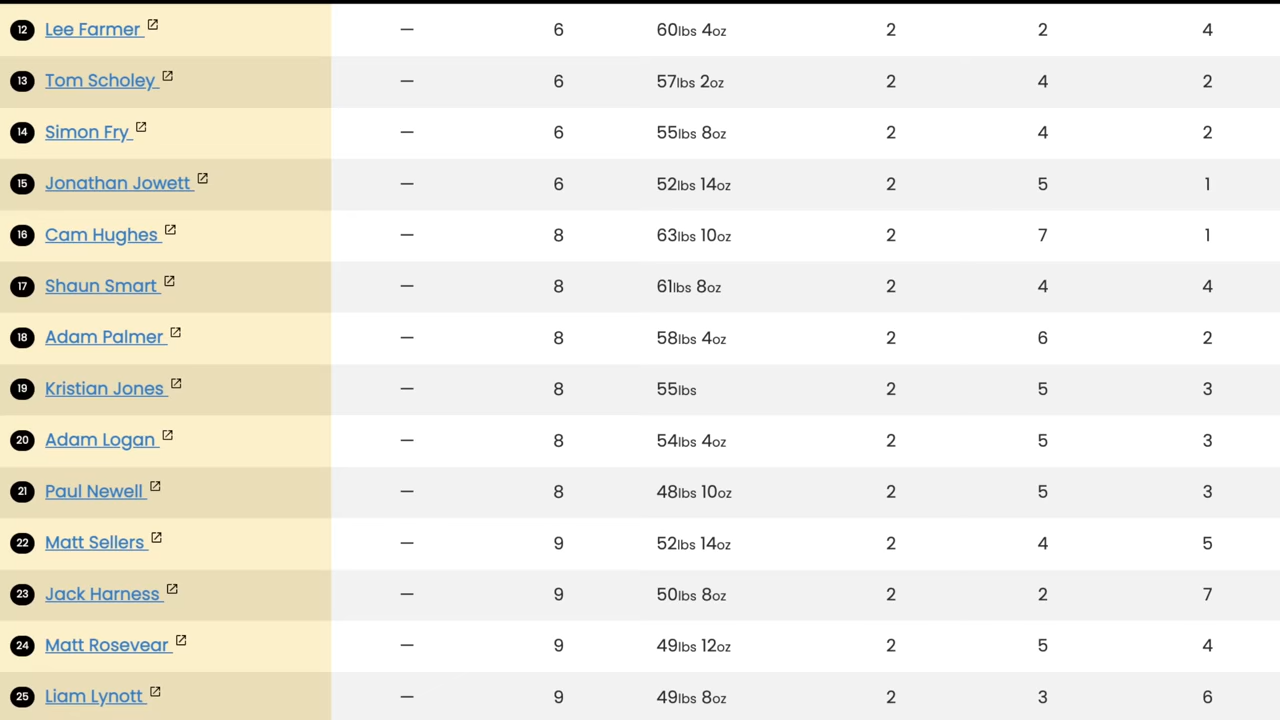 12 Lee Farmer — 6 60lbs 4oz 2 2 4
13 Tom Scholey — 6 57lbs 2oz 2 4 2
14 Simon Fry — 6 55lbs 8oz 2 4 2
15 Jonathan Jowett — 6 52lbs 14oz 2 5 1
16 Cam Hughes — 8 63lbs 10oz 2 7 1
17 Shaun Smart — 8 61lbs 8oz 2 4 4
18 Adam Palmer — 8 58lbs 4oz 2 6 2
19 Kristian Jones — 8 55lbs 2 5 3
20 Adam Logan — 8 54lbs 4oz 2 5 3
21 Paul Newell — 8 48lbs 10oz 2 5 3
22 Matt Sellers — 9 52lbs 14oz 2 4 5
23 Jack Harness — 9 50lbs 8oz 2 2 7
24 Matt Rosevear — 9 49lbs 12oz 2 5 4
25 Liam Lynott — 9 49lbs 8oz 2 3 6